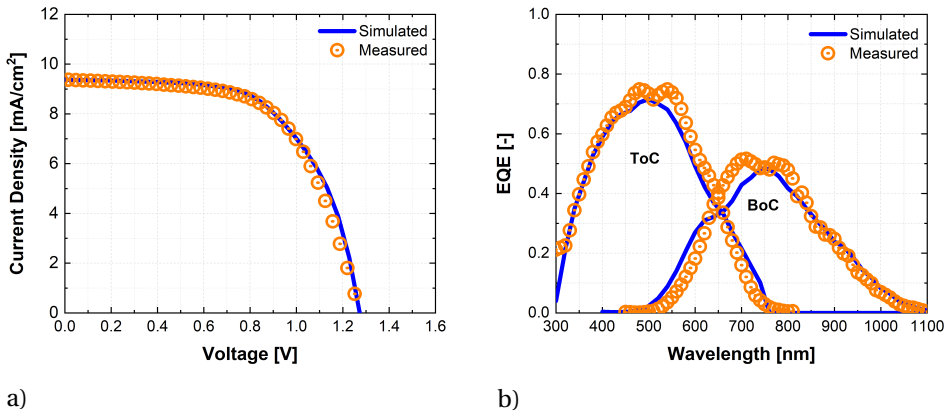 12
10
8
6
4
2
0
0.0 0.2 0.4 0.6 0.8 1.0 1.2 1.4 1.6
Current Density [mA/cm²]
Voltage [V]
Simulated
Measured
a)
1.0
0.8
0.6
0.4
0.2
0.0
300 400 500 600 700 800 900 1000 1100
EQE [-]
Wavelength [nm]
Simulated
Measured
ToC
BoC
b)